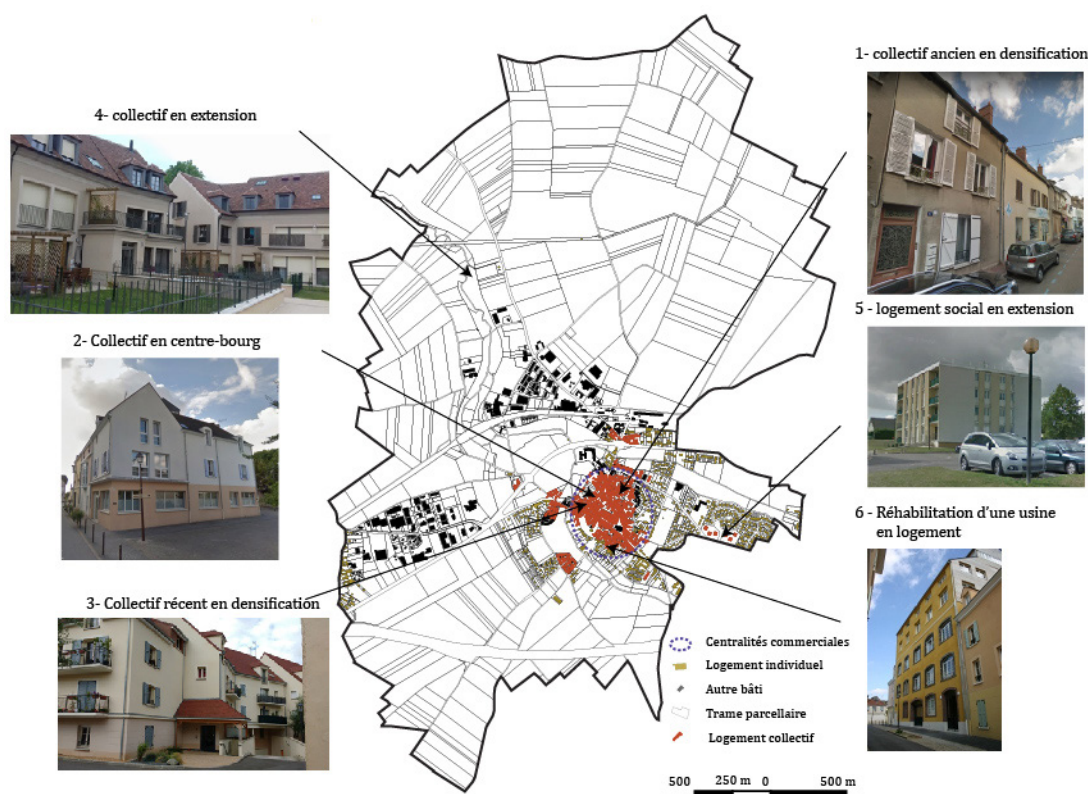 4- collectif en extension
2- Collectif en centre-bourg
3- Collectif récent en densification
1- collectif ancien en densification
5 - logement social en extension
6 - Réhabilitation d'une usine
en logement
Centralités commerciales
Logement individuel
Autre bâti
Trame parcellaire
Logement collectif
500 250 m 0 500 m